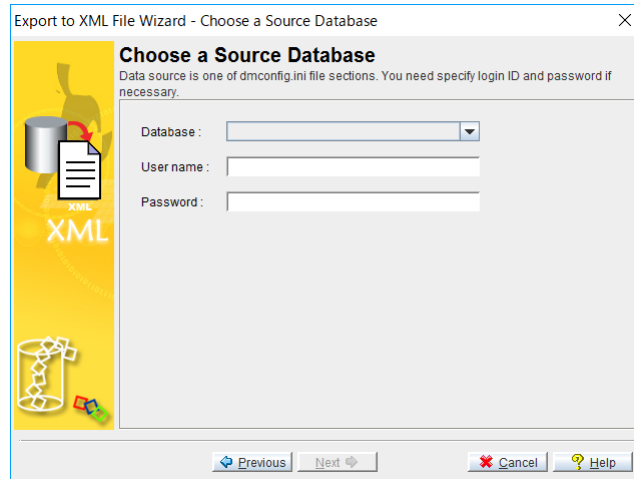 Export to XML File Wizard - Choose a Source Database
Choose a Source Database
Data source is one of dmconfig.ini file sections. You need specify login ID and password if
necessary.
Database :
User name :
Password :
XML
XML
Previous
Next
Cancel
Help